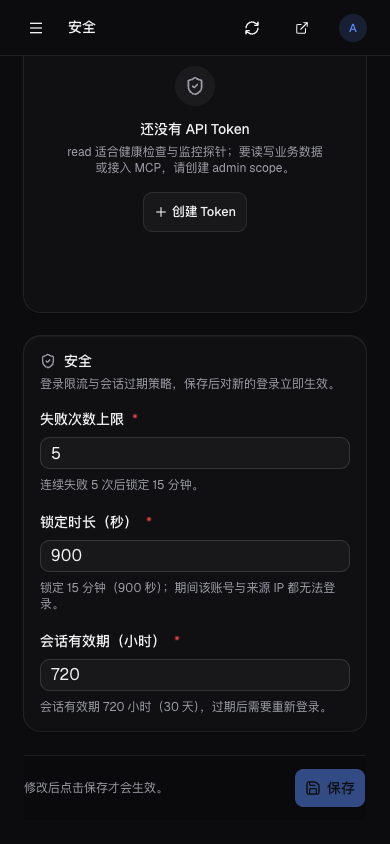 安全
A
还没有 API Token
read 适合健康检查与监控探针；要读写业务数据
或接入 MCP，请创建 admin scope。
创建 Token
安全
登录限流与会话过期策略，保存后对新的登录立即生效。
失败次数上限 *
5
连续失败 5 次后锁定 15 分钟。
锁定时长（秒） *
900
锁定 15 分钟（900 秒）；期间该账号与来源 IP 都无法登
录。
会话有效期（小时） *
720
会话有效期 720 小时（30 天），过期后需要重新登录。
修改后点击保存才会生效。
保存